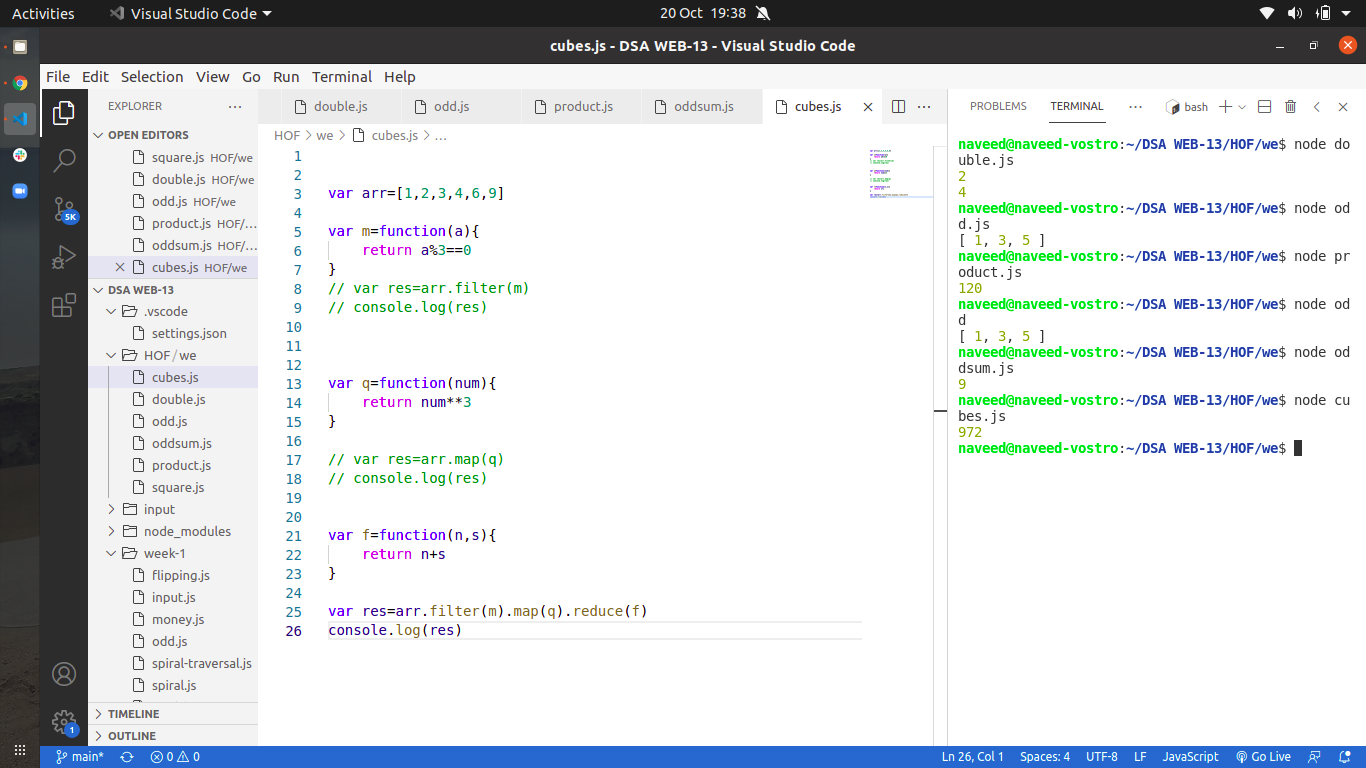 Activities
Visual Studio Code
20 Oct 19:38
cubes.js - DSA WEB-13 - Visual Studio Code
File Edit Selection View Go Run Terminal Help
EXPLORER
OPEN EDITORS
square.js HOF/we
double.js HOF/we
odd.js HOF/we
product.js HOF/...
oddsum.js HOF/...
cubes.js HOF/we
DSA WEB-13
.vscode
settings.json
HOF / we
cubes.js
double.js
odd.js
oddsum.js
product.js
square.js
input
node_modules
week-1
flipping.js
input.js
money.js
odd.js
spiral-traversal.js
spiral.js
TIMELINE
OUTLINE
5K
1
double.js odd.js product.js oddsum.js cubes.js
HOF > we > cubes.js > ...
1
2
3 var arr=[1,2,3,4,6,9]
4
5 var m=function(a){
6 return a%3==0
7 }
8 // var res=arr.filter(m)
9 // console.log(res)
10
11
12
13 var q=function(num){
14 return num**3
15 }
16
17 // var res=arr.map(q)
18 // console.log(res)
19
20
21 var f=function(n,s){
22 return n+s
23 }
24
25 var res=arr.filter(m).map(q).reduce(f)
26 console.log(res)
PROBLEMS TERMINAL ... bash
naveed@naveed-vostro:~/DSA WEB-13/HOF/we$ node do
uble.js
2
4
naveed@naveed-vostro:~/DSA WEB-13/HOF/we$ node od
d.js
[ 1, 3, 5 ]
naveed@naveed-vostro:~/DSA WEB-13/HOF/we$ node pr
oduct.js
120
naveed@naveed-vostro:~/DSA WEB-13/HOF/we$ node od
d
[ 1, 3, 5 ]
naveed@naveed-vostro:~/DSA WEB-13/HOF/we$ node od
dsum.js
9
naveed@naveed-vostro:~/DSA WEB-13/HOF/we$ node cu
bes.js
972
naveed@naveed-vostro:~/DSA WEB-13/HOF/we$
main* 0 0 Ln 26, Col 1 Spaces: 4 UTF-8 LF JavaScript Go Live